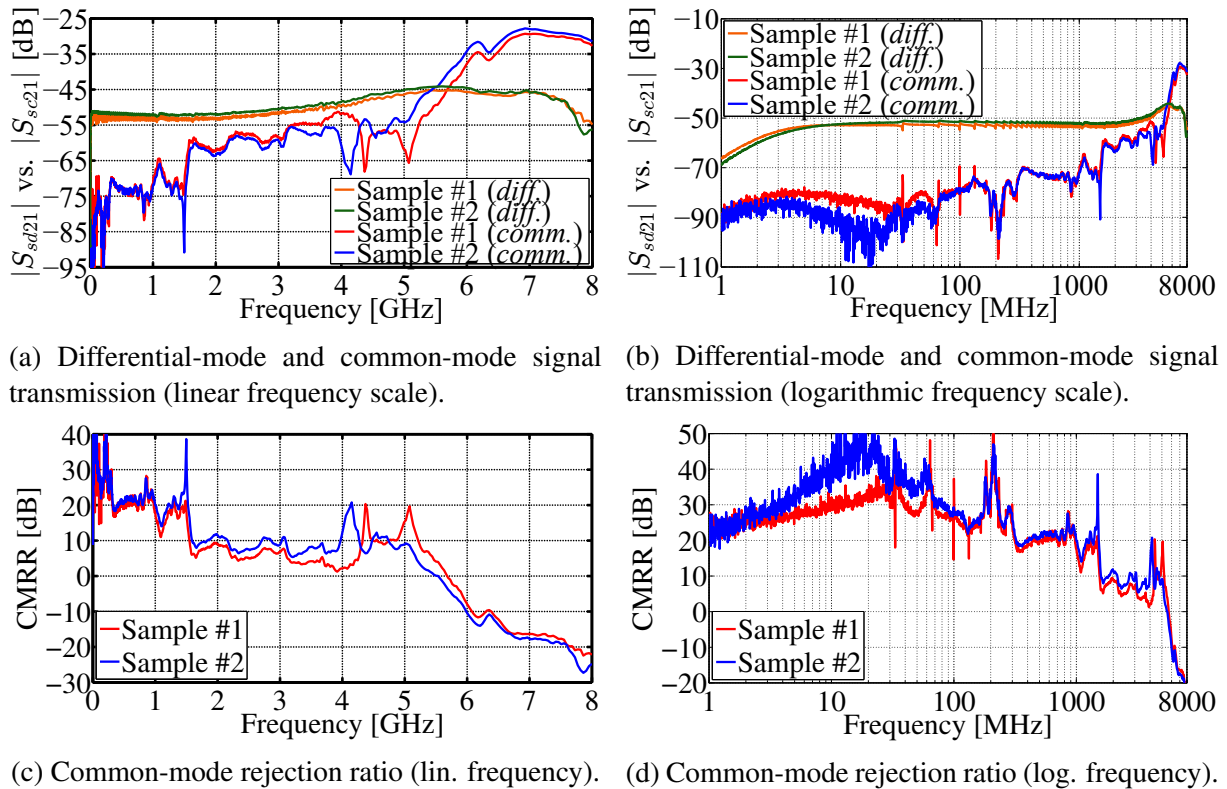 −25
−35
−45
−55
−65
−75
−85
−95
|S_sd21| vs. |S_sc21| [dB]
Sample #1 (diff.)
Sample #2 (diff.)
Sample #1 (comm.)
Sample #2 (comm.)
0 1 2 3 4 5 6 7 8
Frequency [GHz]
−10
−30
−50
−70
−90
−110
|S_sd21| vs. |S_sc21| [dB]
Sample #1 (diff.)
Sample #2 (diff.)
Sample #1 (comm.)
Sample #2 (comm.)
1 10 100 1000 8000
Frequency [MHz]
(a) Differential-mode and common-mode signal
transmission (linear frequency scale).
(b) Differential-mode and common-mode signal
transmission (logarithmic frequency scale).
40
30
20
10
0
−10
−20
−30
CMRR [dB]
Sample #1
Sample #2
0 1 2 3 4 5 6 7 8
Frequency [GHz]
50
40
30
20
10
0
−10
−20
CMRR [dB]
Sample #1
Sample #2
1 10 100 1000 8000
Frequency [MHz]
(c) Common-mode rejection ratio (lin. frequency).
(d) Common-mode rejection ratio (log. frequency).